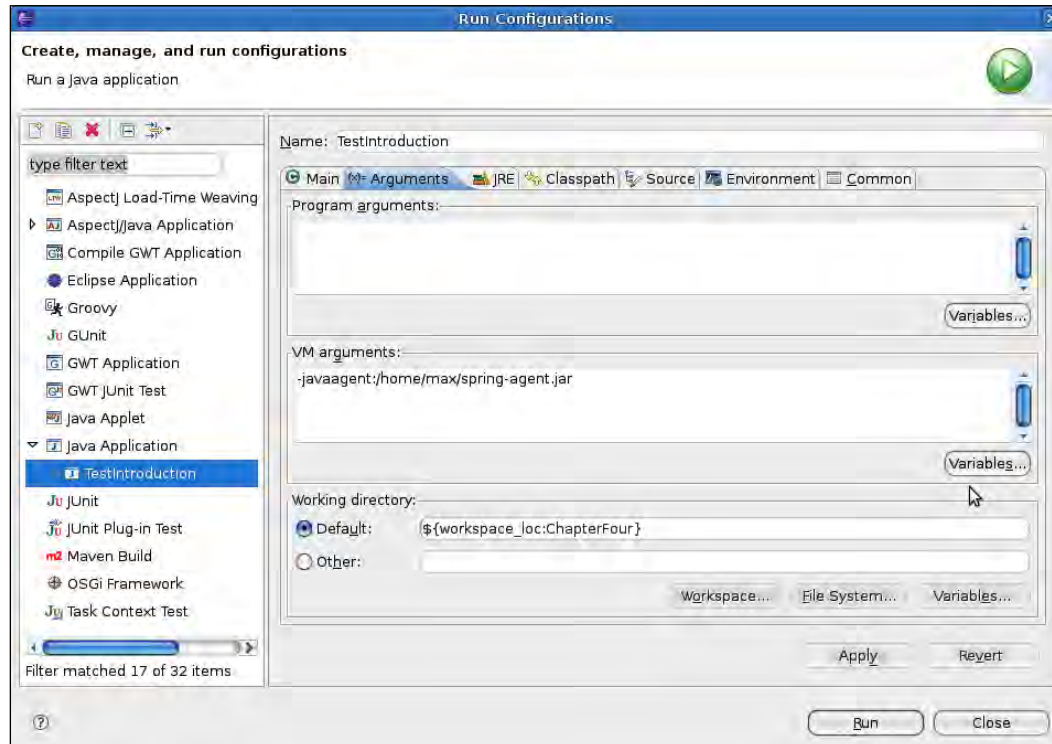 Run Configurations
Create, manage, and run configurations
Run a Java application
type filter text
AspectJ Load-Time Weaving
AspectJ/Java Application
Compile GWT Application
Eclipse Application
Groovy
GUnit
GWT Application
GWT JUnit Test
Java Applet
Java Application
TestIntroduction
JUnit
JUnit Plug-in Test
Maven Build
OSGi Framework
Task Context Test
Filter matched 17 of 32 items
Name: TestIntroduction
Main (x)= Arguments JRE Classpath Source Environment Common
Program arguments:
Variables...
VM arguments:
-javaagent:/home/max/spring-agent.jar
Variables...
Working directory:
Default: ${workspace_loc:ChapterFour}
Other:
Workspace... File System... Variables...
Apply Revert
Run Close